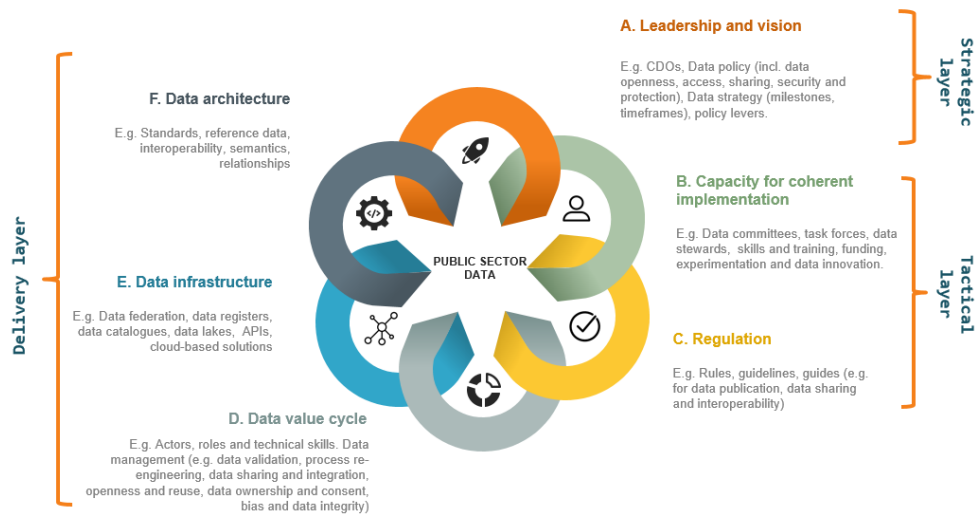 A. Leadership and vision
E.g. CDOs, Data policy (incl. data
openness, access, sharing, security and
protection), Data strategy (milestones,
timeframes), policy levers.
Strategic
layer
B. Capacity for coherent
implementation
E.g. Data committees, task forces, data
stewards, skills and training, funding,
experimentation and data innovation.
C. Regulation
E.g. Rules, guidelines, guides (e.g.
for data publication, data sharing
and interoperability)
Tactical
layer
PUBLIC SECTOR
DATA
F. Data architecture
E.g. Standards, reference data,
interoperability, semantics,
relationships
E. Data infrastructure
E.g. Data federation, data registers,
data catalogues, data lakes, APIs,
cloud-based solutions
D. Data value cycle
E.g. Actors, roles and technical skills. Data
management (e.g. data validation, process re-
engineering, data sharing and integration,
openness and reuse, data ownership and consent,
bias and data integrity)
Delivery layer